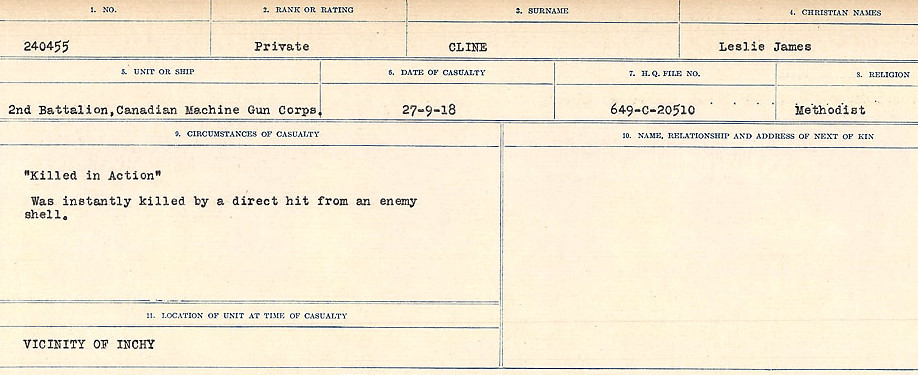 1. NO. 2. RANK OR RATING 3. SURNAME 4. CHRISTIAN NAMES
240455 Private CLINE Leslie James
5. UNIT OR SHIP 6. DATE OF CASUALTY 7. H. Q. FILE NO. 8. RELIGION
2nd Battalion,Canadian Machine Gun Corps. 27-9-18 649-C-20510 Methodist
9. CIRCUMSTANCES OF CASUALTY 10. NAME, RELATIONSHIP AND ADDRESS OF NEXT OF KIN
"Killed in Action"
Was instantly killed by a direct hit from an enemy
shell.
11. LOCATION OF UNIT AT TIME OF CASUALTY
VICINITY OF INCHY